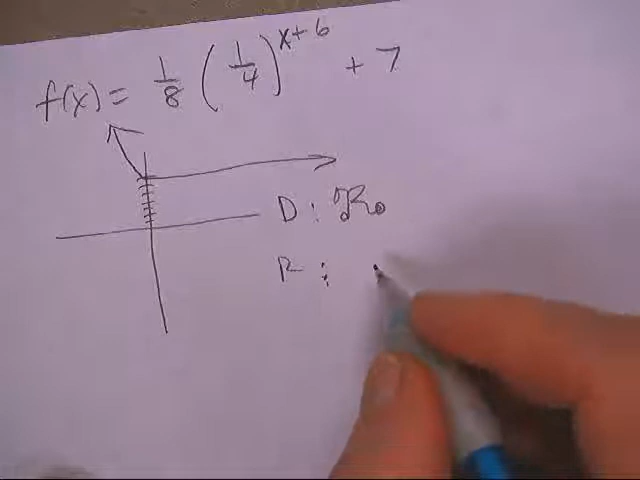 f(x) = 1/8 (1/4)^{x+6} + 7
D: ℝ
R: